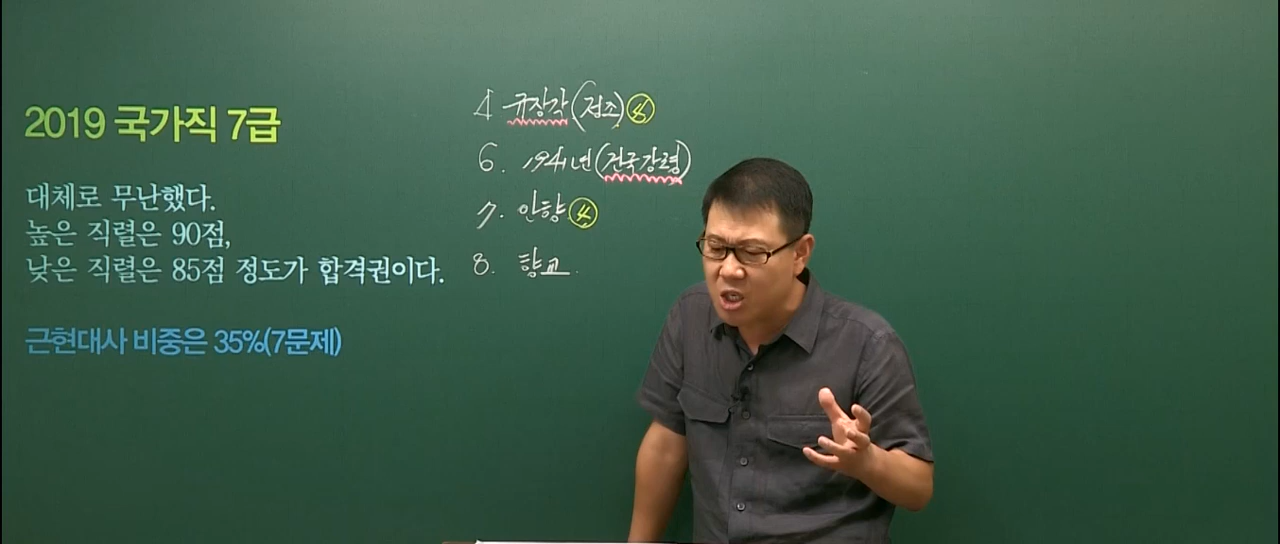 2019 국가직 7급
대체로 무난했다.
높은 직렬은 90점,
낮은 직렬은 85점 정도가 합격권이다.
근현대사 비중은 35%(7문제)
4 규장각(정조)④
6. 1941년(건국강령)
7. 안향④
8. 향교.